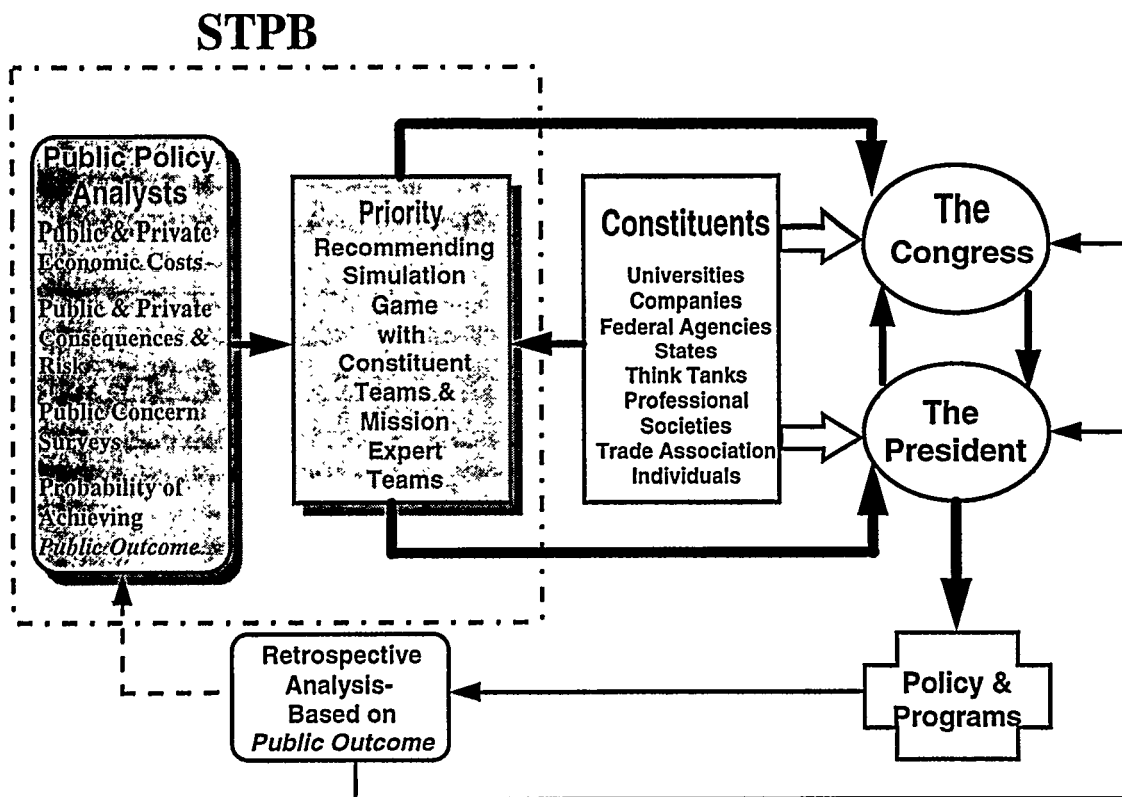 STPB
Public Policy
Analysts
Public & Private
Economic Costs
Public & Private
Consequences &
Risk
Public Concern
Surveys
Probability of
Achieving
Public Outcome
Priority
Recommending
Simulation
Game
with
Constituent
Teams &
Mission
Expert
Teams
Constituents
Universities
Companies
Federal Agencies
States
Think Tanks
Professional
Societies
Trade Association
Individuals
The
Congress
The
President
Policy &
Programs
Retrospective
Analysis-
Based on
Public Outcome